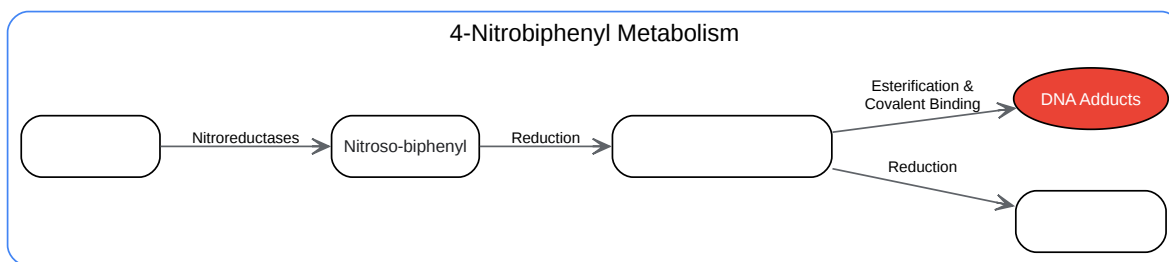 4-Nitrobiphenyl Metabolism
Esterification &
Covalent Binding
DNA Adducts
Nitroreductases
Nitroso-biphenyl
Reduction
Reduction